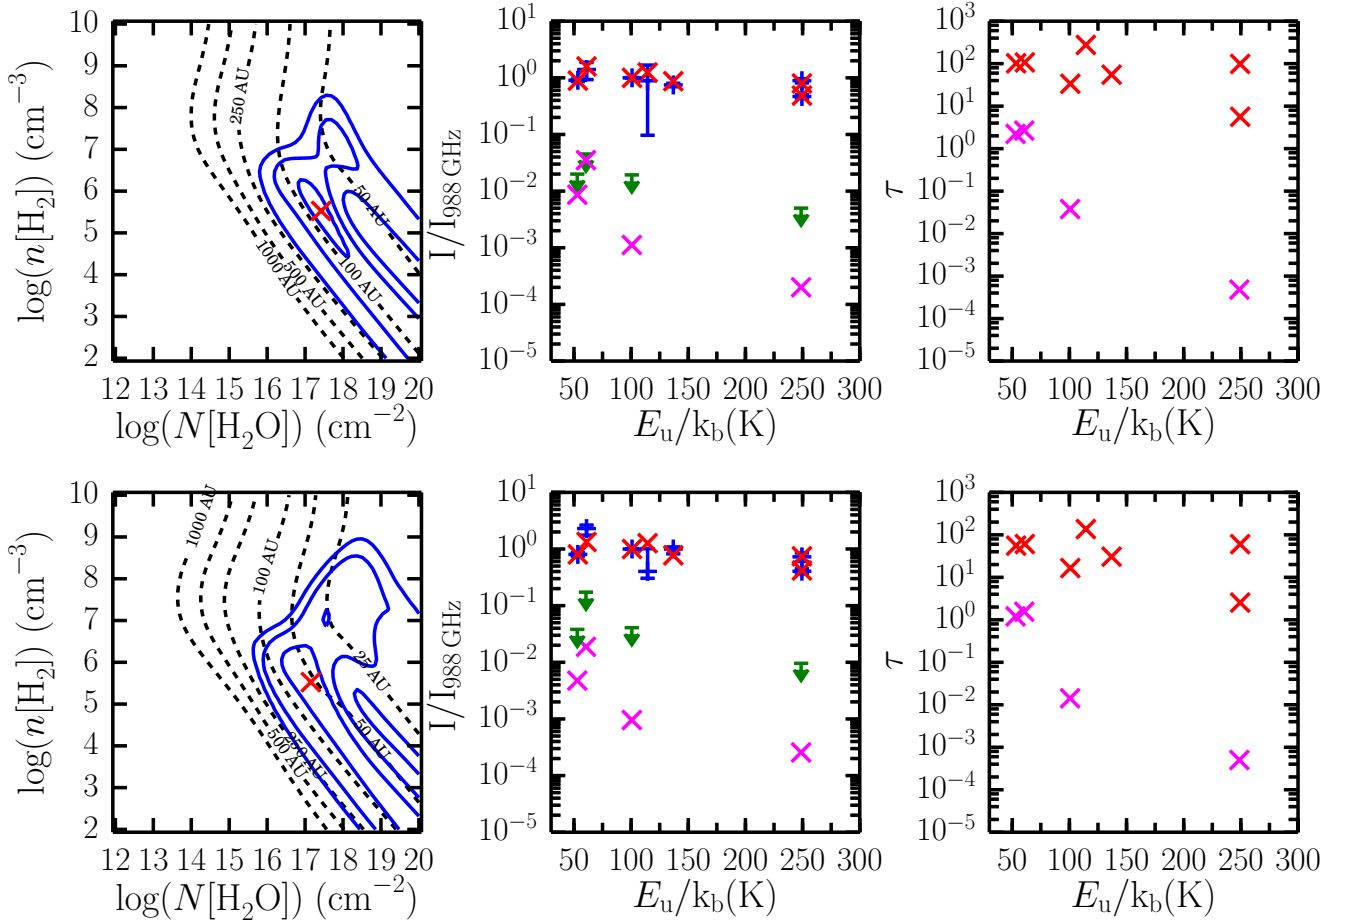 10
9
8
7
6
5
4
3
2
log(n[H₂]) (cm⁻³)
250 AU
50 AU
100 AU
500 AU
1000 AU
12 13 14 15 16 17 18 19 20
log(N[H₂O]) (cm⁻²)
10¹
10⁰
10⁻¹
10⁻²
10⁻³
10⁻⁴
10⁻⁵
I/I₉₈₈ GHz
50 100 150 200 250 300
Eᵤ/k_b(K)
10³
10²
10¹
10⁰
10⁻¹
10⁻²
10⁻³
10⁻⁴
10⁻⁵
τ
50 100 150 200 250 300
Eᵤ/k_b(K)
10
9
8
7
6
5
4
3
2
log(n[H₂]) (cm⁻³)
1000 AU
100 AU
25 AU
50 AU
250 AU
500 AU
12 13 14 15 16 17 18 19 20
log(N[H₂O]) (cm⁻²)
10¹
10⁰
10⁻¹
10⁻²
10⁻³
10⁻⁴
10⁻⁵
I/I₉₈₈ GHz
50 100 150 200 250 300
Eᵤ/k_b(K)
10³
10²
10¹
10⁰
10⁻¹
10⁻²
10⁻³
10⁻⁴
10⁻⁵
τ
50 100 150 200 250 300
Eᵤ/k_b(K)